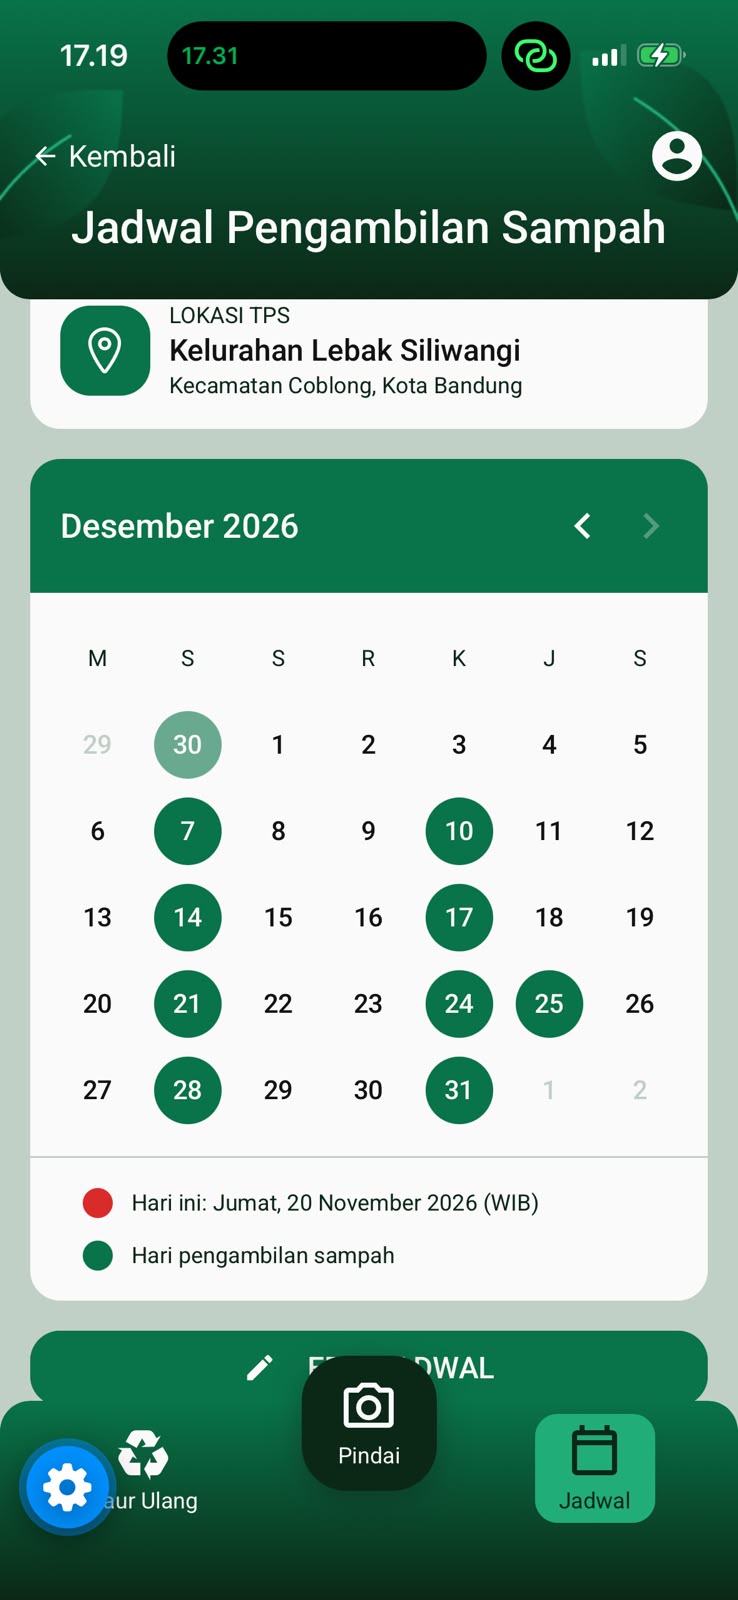 17.19
17.31
Kembali
Jadwal Pengambilan Sampah
LOKASI TPS
Kelurahan Lebak Siliwangi
Kecamatan Coblong, Kota Bandung
Desember 2026
M S S R K J S
29 30 1 2 3 4 5
6 7 8 9 10 11 12
13 14 15 16 17 18 19
20 21 22 23 24 25 26
27 28 29 30 31 1 2
Hari ini: Jumat, 20 November 2026 (WIB)
Hari pengambilan sampah
Pindai
aur Ulang
Jadwal